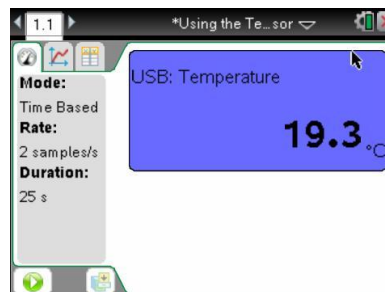 1.1
*Using the Te...sor
Mode:
Time Based
Rate:
2 samples/s
Duration:
25 s
USB: Temperature
19.3 °C